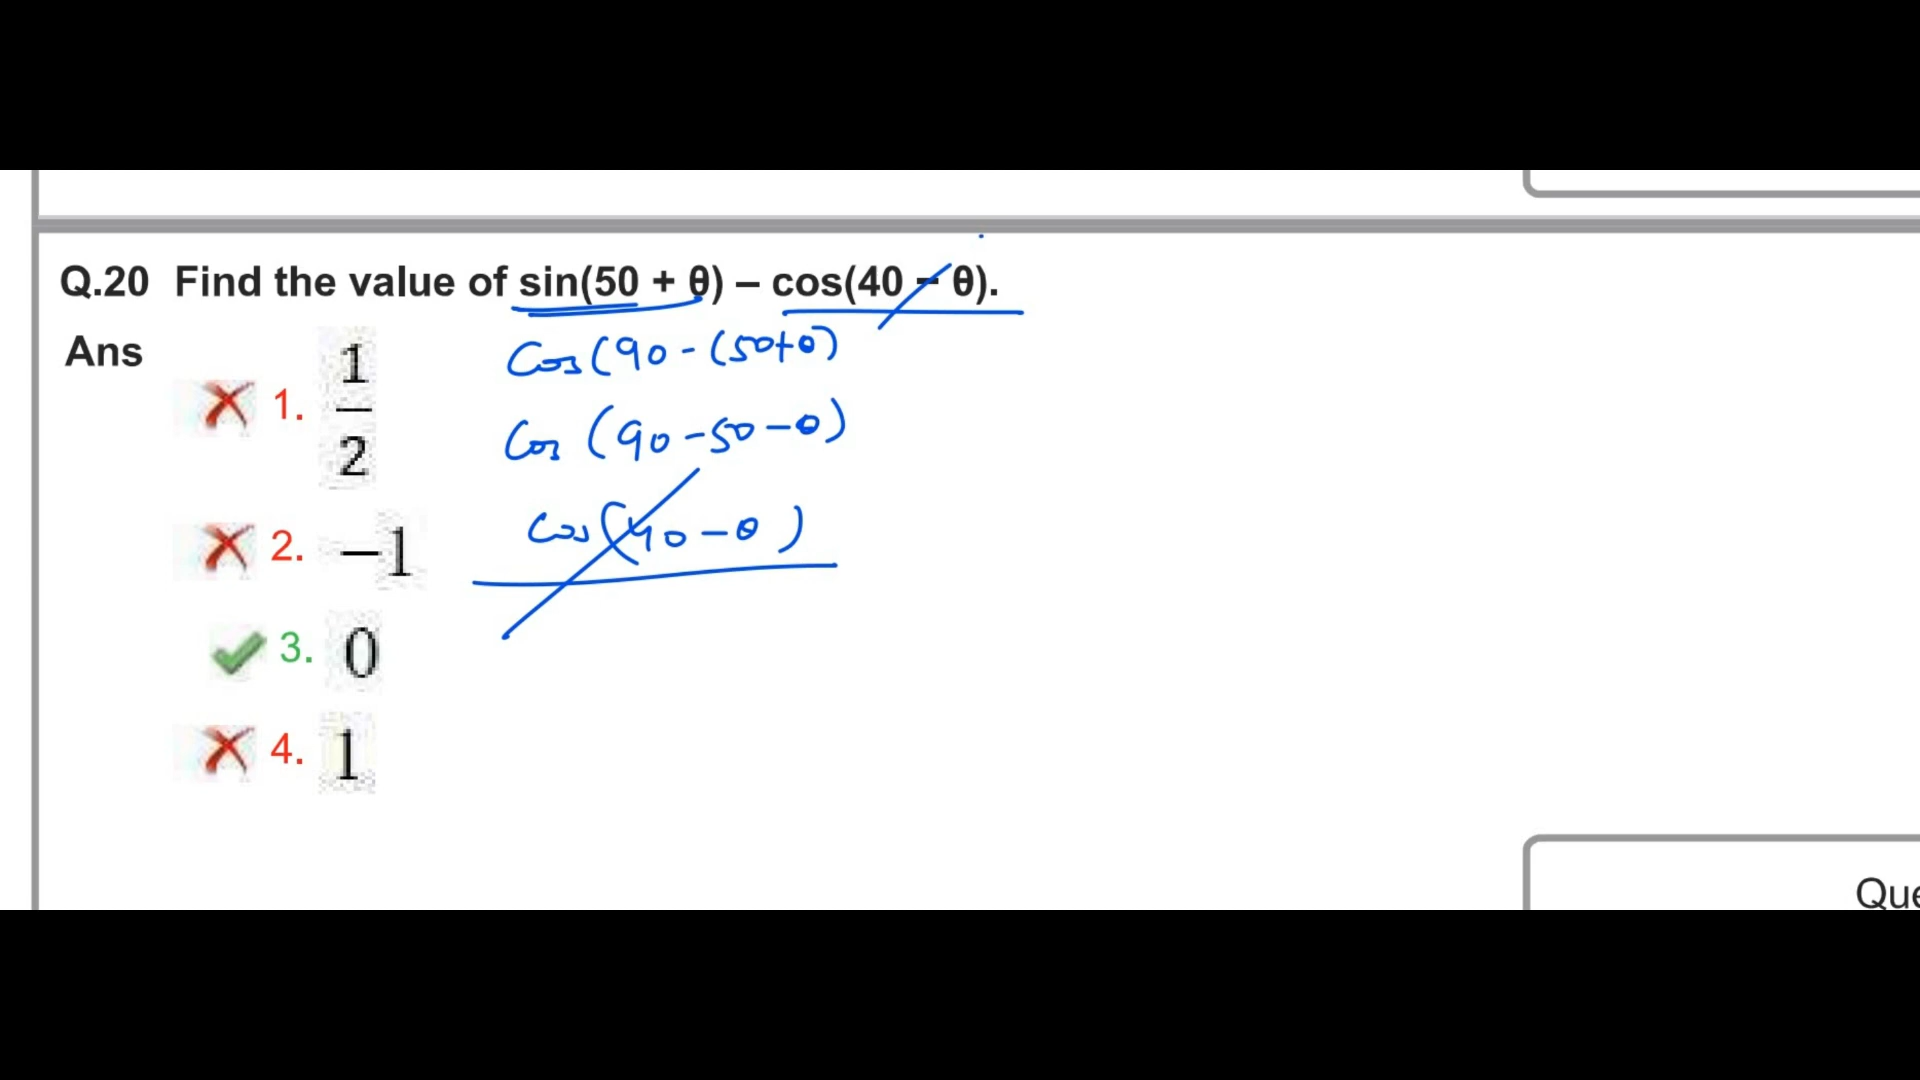 Q.20 Find the value of sin(50 + θ) – cos(40 – θ).
Ans
1. 1/2
2. –1
3. 0
4. 1
Cos(90-(50+θ)
Cos (90-50-θ)
Cos(40-θ)
Que